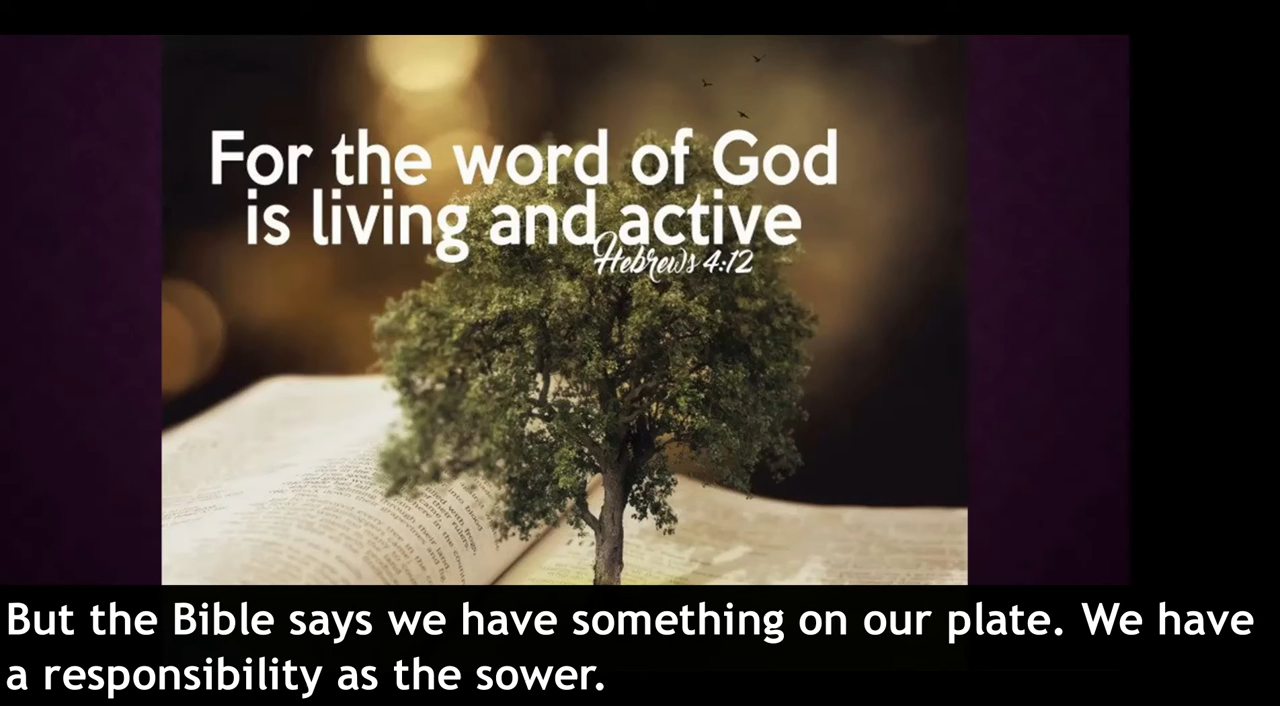 For the word of God
is living and active
Hebrews 4:12
But the Bible says we have something on our plate. We have
a responsibility as the sower.